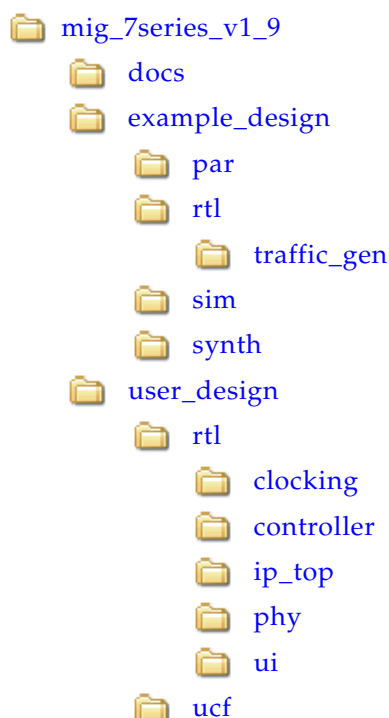 mig_7series_v1_9
docs
example_design
par
rtl
traffic_gen
sim
synth
user_design
rtl
clocking
controller
ip_top
phy
ui
ucf